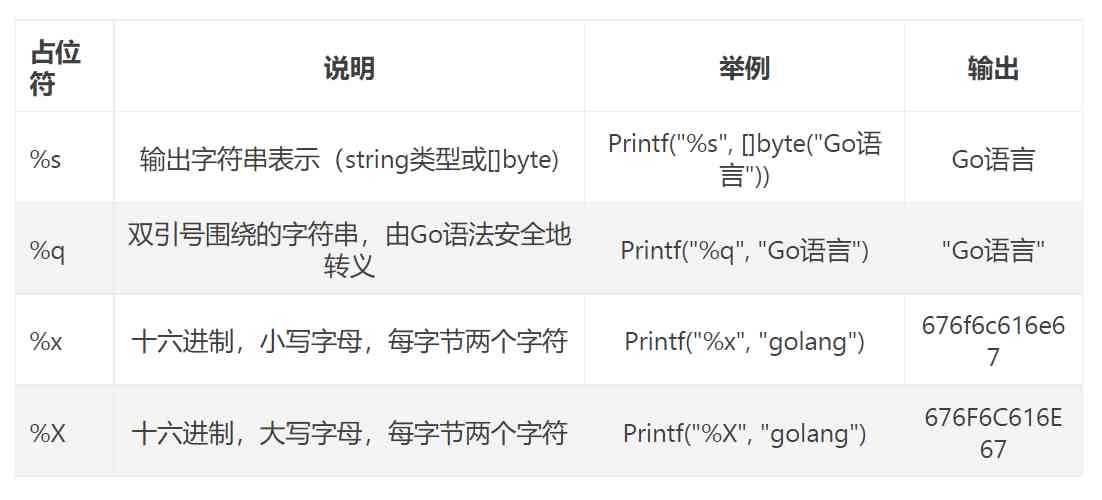 占位
符
说明
举例
输出
%s
输出字符串表示（string类型或[]byte)
Printf("%s", []byte("Go语
言"))
Go语言
%q
双引号围绕的字符串，由Go语法安全地
转义
Printf("%q", "Go语言")
"Go语言"
%x
十六进制，小写字母，每字节两个字符
Printf("%x", "golang")
676f6c616e6
7
%X
十六进制，大写字母，每字节两个字符
Printf("%X", "golang")
676F6C616E
67